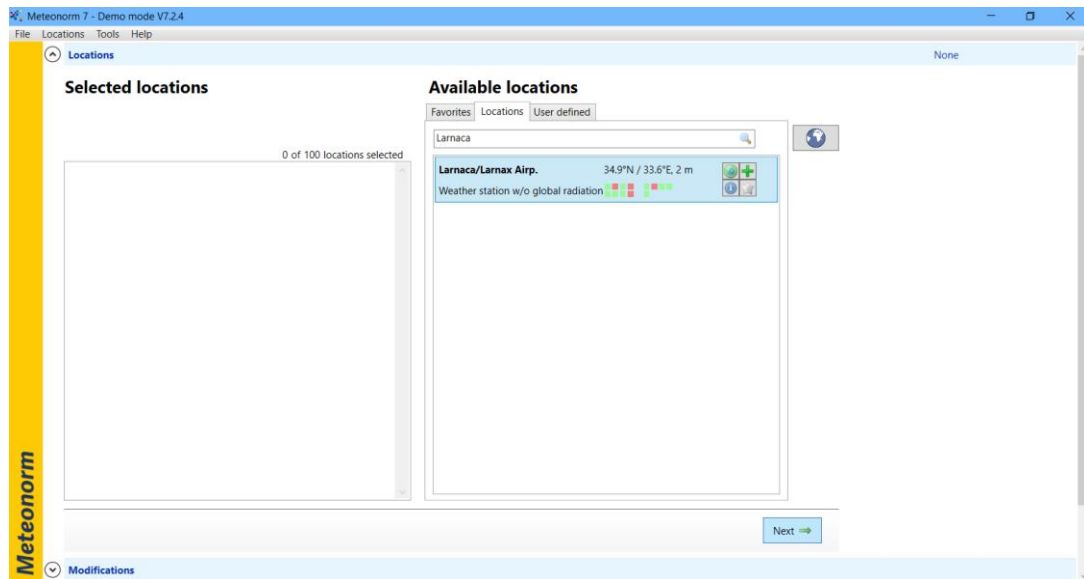 Meteonorm 7 - Demo mode V7.2.4
File Locations Tools Help
Locations
None
Selected locations
0 of 100 locations selected
Available locations
Favorites Locations User defined
Larnaca
Larnaca/Larnax Airp. 34.9°N / 33.6°E, 2 m
Weather station w/o global radiation
Next
Modifications
Meteonorm